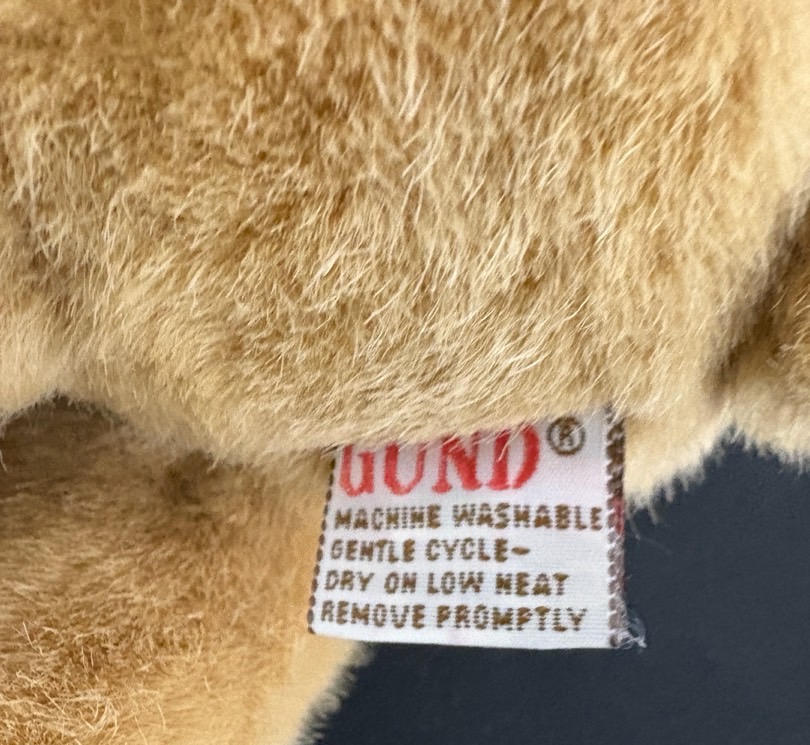 GUND®
MACHINE WASHABLE
GENTLE CYCLE-
DRY ON LOW HEAT
REMOVE PROMPTLY